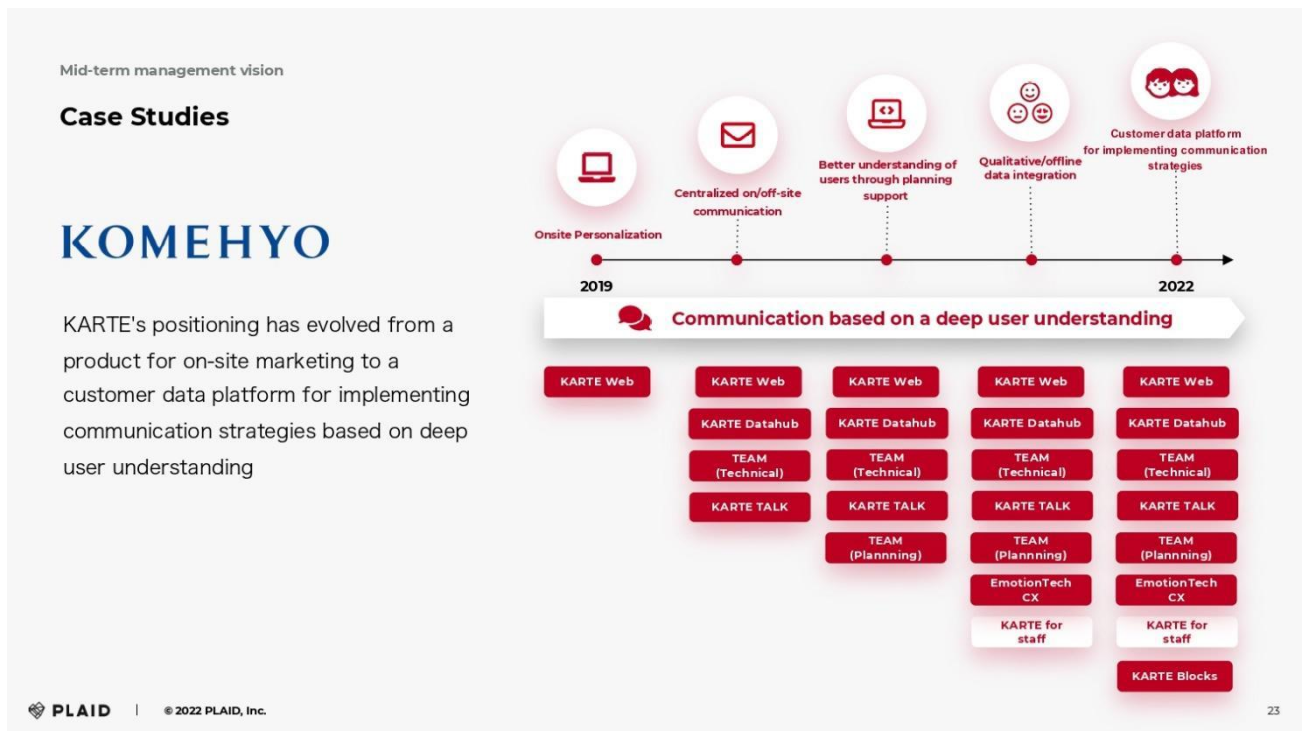 Mid-term management vision
Case Studies
KOMEHYO
KARTE's positioning has evolved from a
product for on-site marketing to a
customer data platform for implementing
communication strategies based on deep
user understanding
Onsite Personalization
Centralized on/off-site
communication
Better understanding of
users through planning
support
Qualitative/offline
data integration
Customer data platform
for implementing communication
strategies
2019
2022
Communication based on a deep user understanding
KARTE Web
KARTE Web
KARTE Datahub
TEAM
(Technical)
KARTE TALK
KARTE Web
KARTE Datahub
TEAM
(Technical)
KARTE TALK
TEAM
(Plannning)
KARTE Web
KARTE Datahub
TEAM
(Technical)
KARTE TALK
TEAM
(Plannning)
EmotionTech
CX
KARTE for
staff
KARTE Web
KARTE Datahub
TEAM
(Technical)
KARTE TALK
TEAM
(Plannning)
EmotionTech
CX
KARTE for
staff
KARTE Blocks
PLAID | © 2022 PLAID, Inc.
23